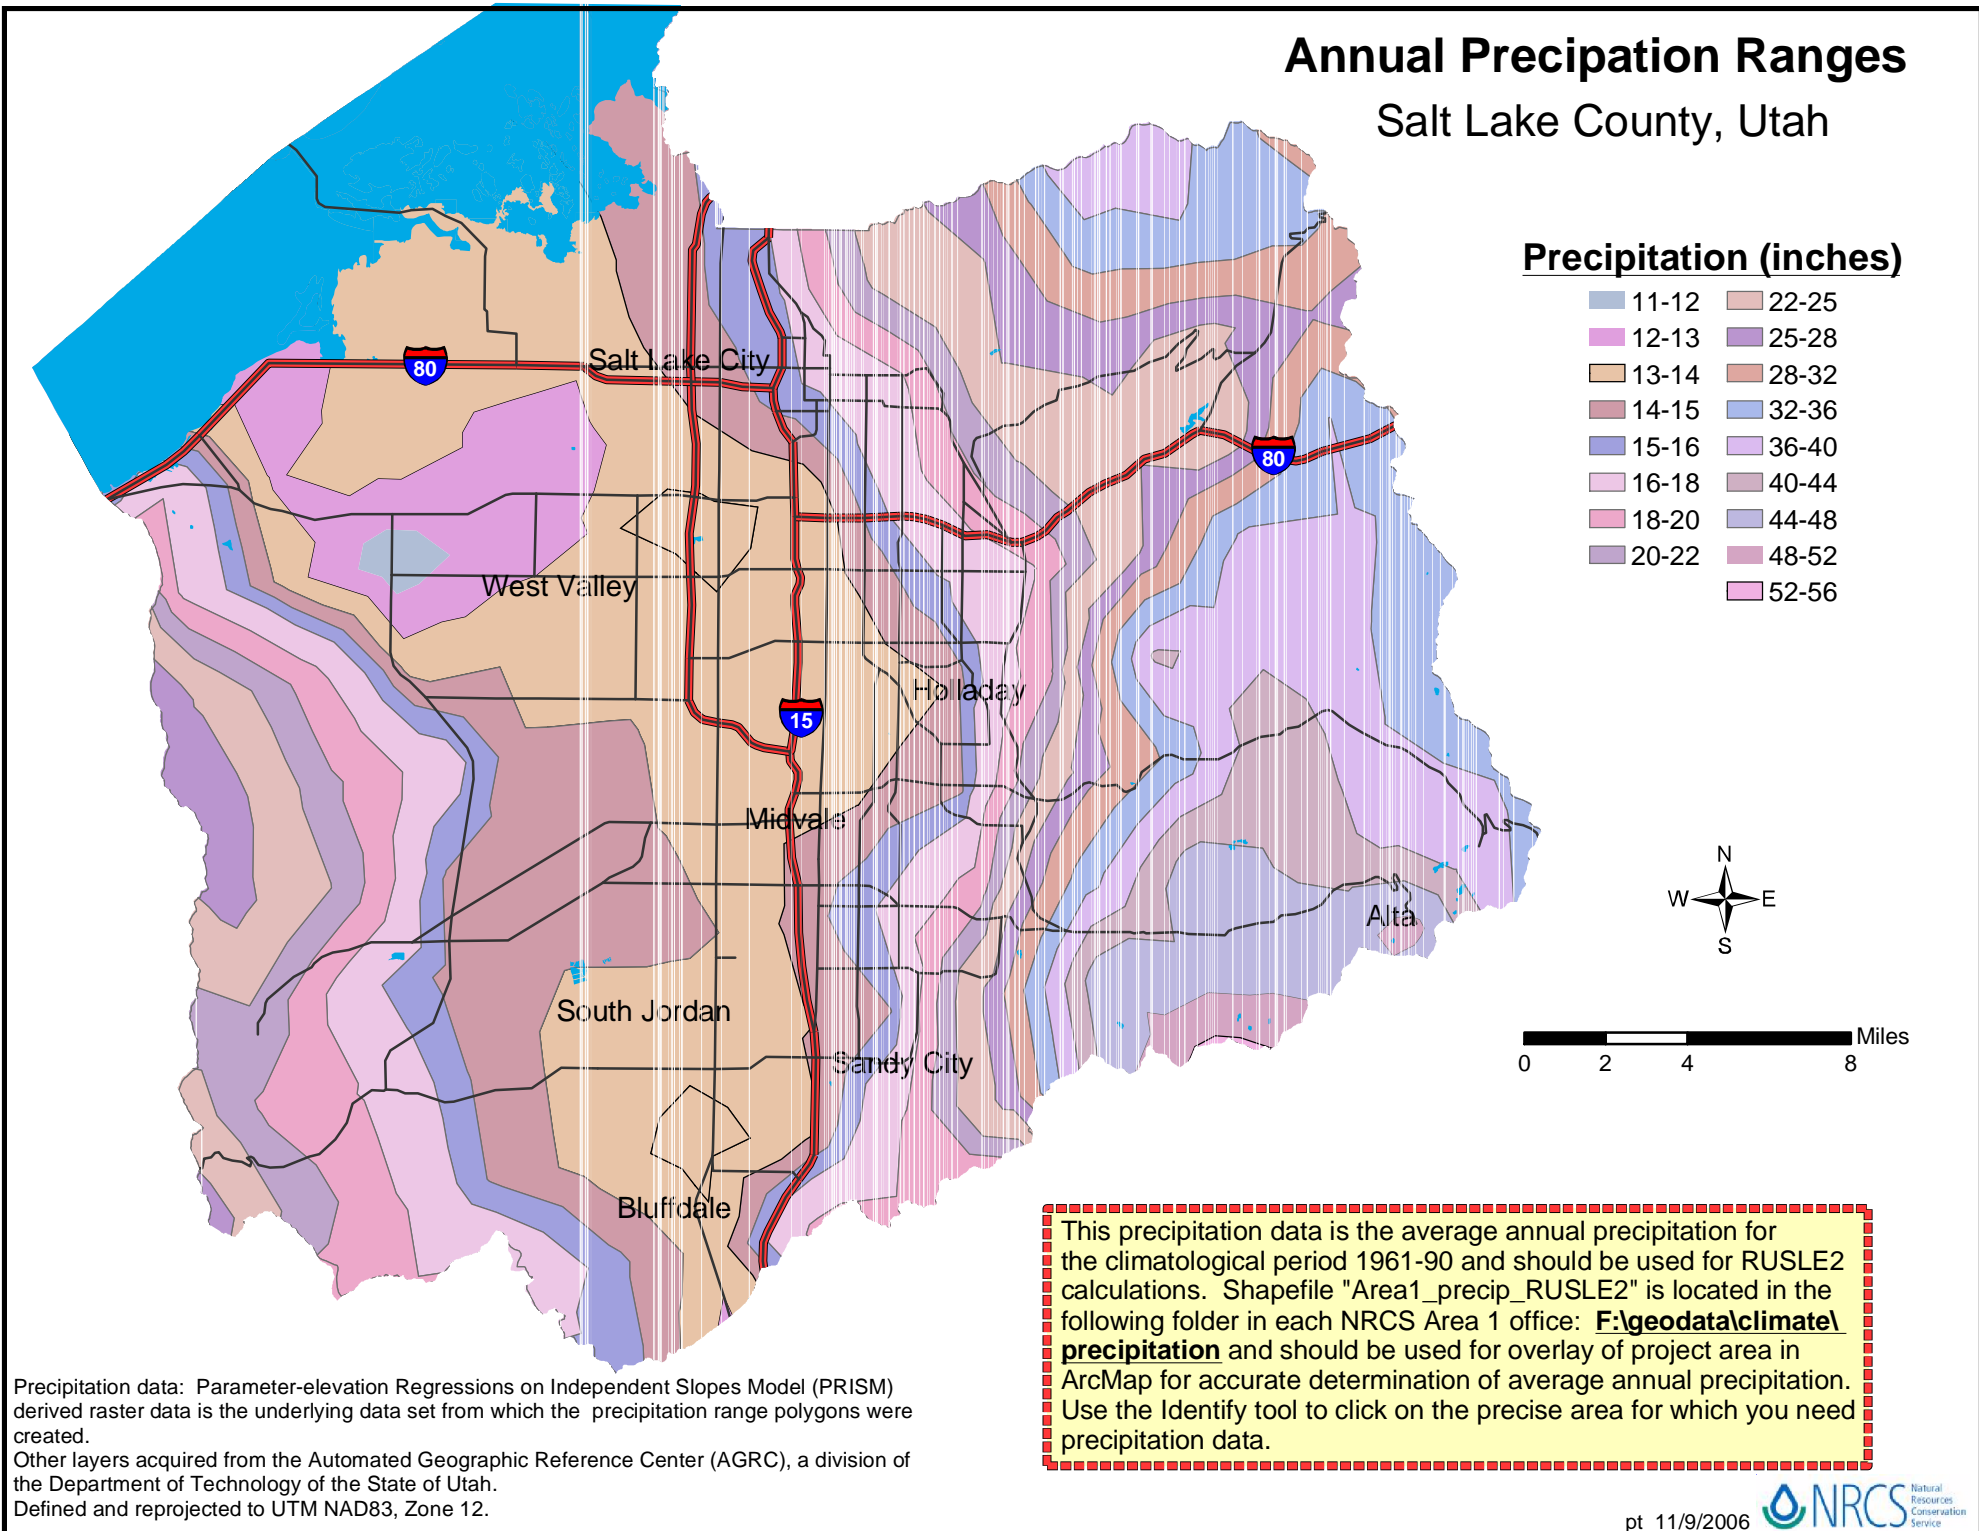 Annual Precipation Ranges
Salt Lake County, Utah
Precipitation (inches)
11-12
12-13
13-14
14-15
15-16
16-18
18-20
20-22
22-25
25-28
28-32
32-36
36-40
40-44
44-48
48-52
52-56
80
Salt Lake City
80
West Valley
Holladay
15
Midvale
Alta
South Jordan
Sandy City
Bluffdale
N
W E
S
Miles
0 2 4 8
This precipitation data is the average annual precipitation for
the climatological period 1961-90 and should be used for RUSLE2
calculations. Shapefile "Area1_precip_RUSLE2" is located in the
following folder in each NRCS Area 1 office: F:\geodata\climate\
precipitation and should be used for overlay of project area in
ArcMap for accurate determination of average annual precipitation.
Use the Identify tool to click on the precise area for which you need
precipitation data.
Precipitation data: Parameter-elevation Regressions on Independent Slopes Model (PRISM)
derived raster data is the underlying data set from which the precipitation range polygons were
created.
Other layers acquired from the Automated Geographic Reference Center (AGRC), a division of
the Department of Technology of the State of Utah.
Defined and reprojected to UTM NAD83, Zone 12.
pt 11/9/2006
NRCS
Natural
Resources
Conservation
Service